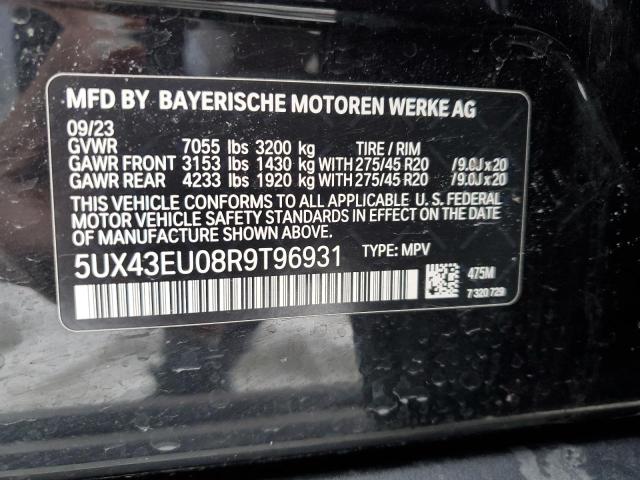 MFD BY BAYERISCHE MOTOREN WERKE AG
09/23
GVWR 7055 lbs 3200 kg TIRE / RIM
GAWR FRONT 3153 lbs 1430 kg WITH 275/45 R20 /9.0J x 20
GAWR REAR 4233 lbs 1920 kg WITH 275/45 R20 /9.0J x 20
THIS VEHICLE CONFORMS TO ALL APPLICABLE U. S. FEDERAL
MOTOR VEHICLE SAFETY STANDARDS IN EFFECT ON THE DATE
OF MANUFACTURE SHOWN ABOVE.
5UX43EU08R9T96931 TYPE: MPV
475M
7 320 729